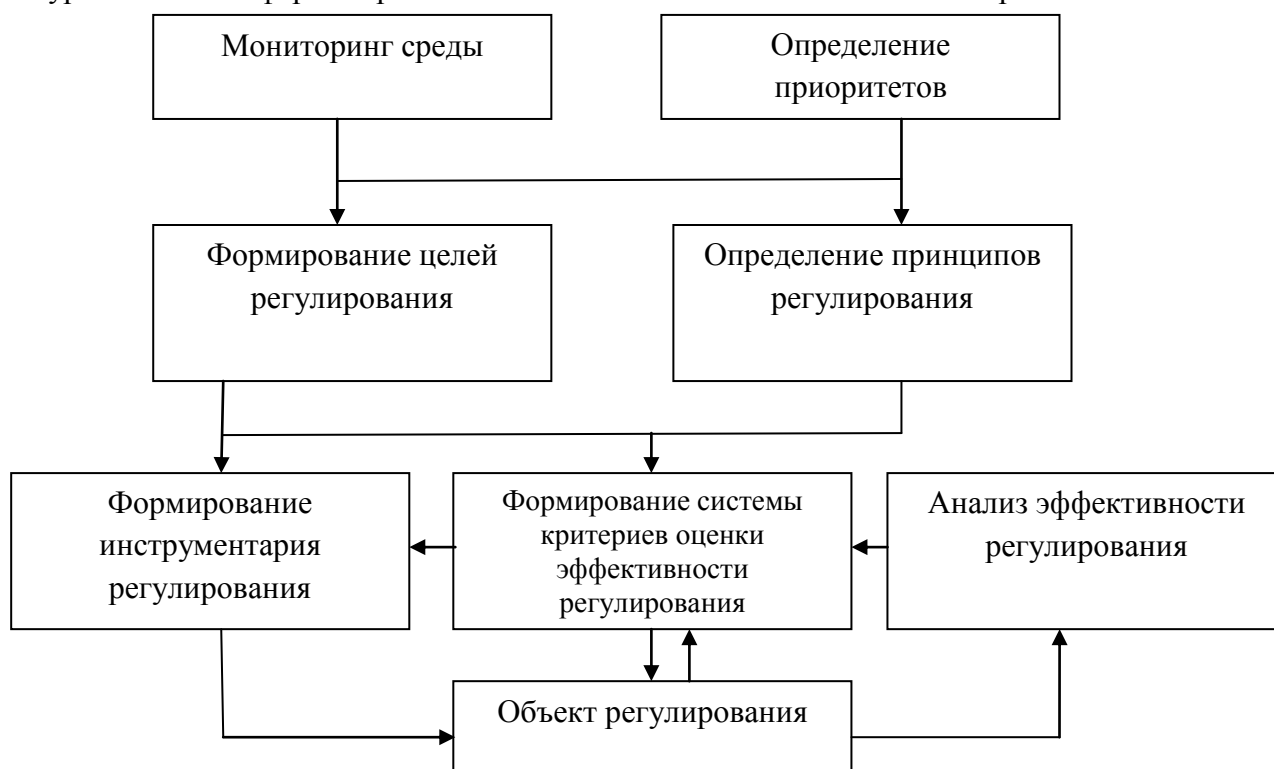 Мониторинг среды
Определение
приоритетов
Формирование целей
регулирования
Определение принципов
регулирования
Формирование
инструментария
регулирования
Формирование системы
критериев оценки
эффективности
регулирования
Анализ эффективности
регулирования
Объект регулирования